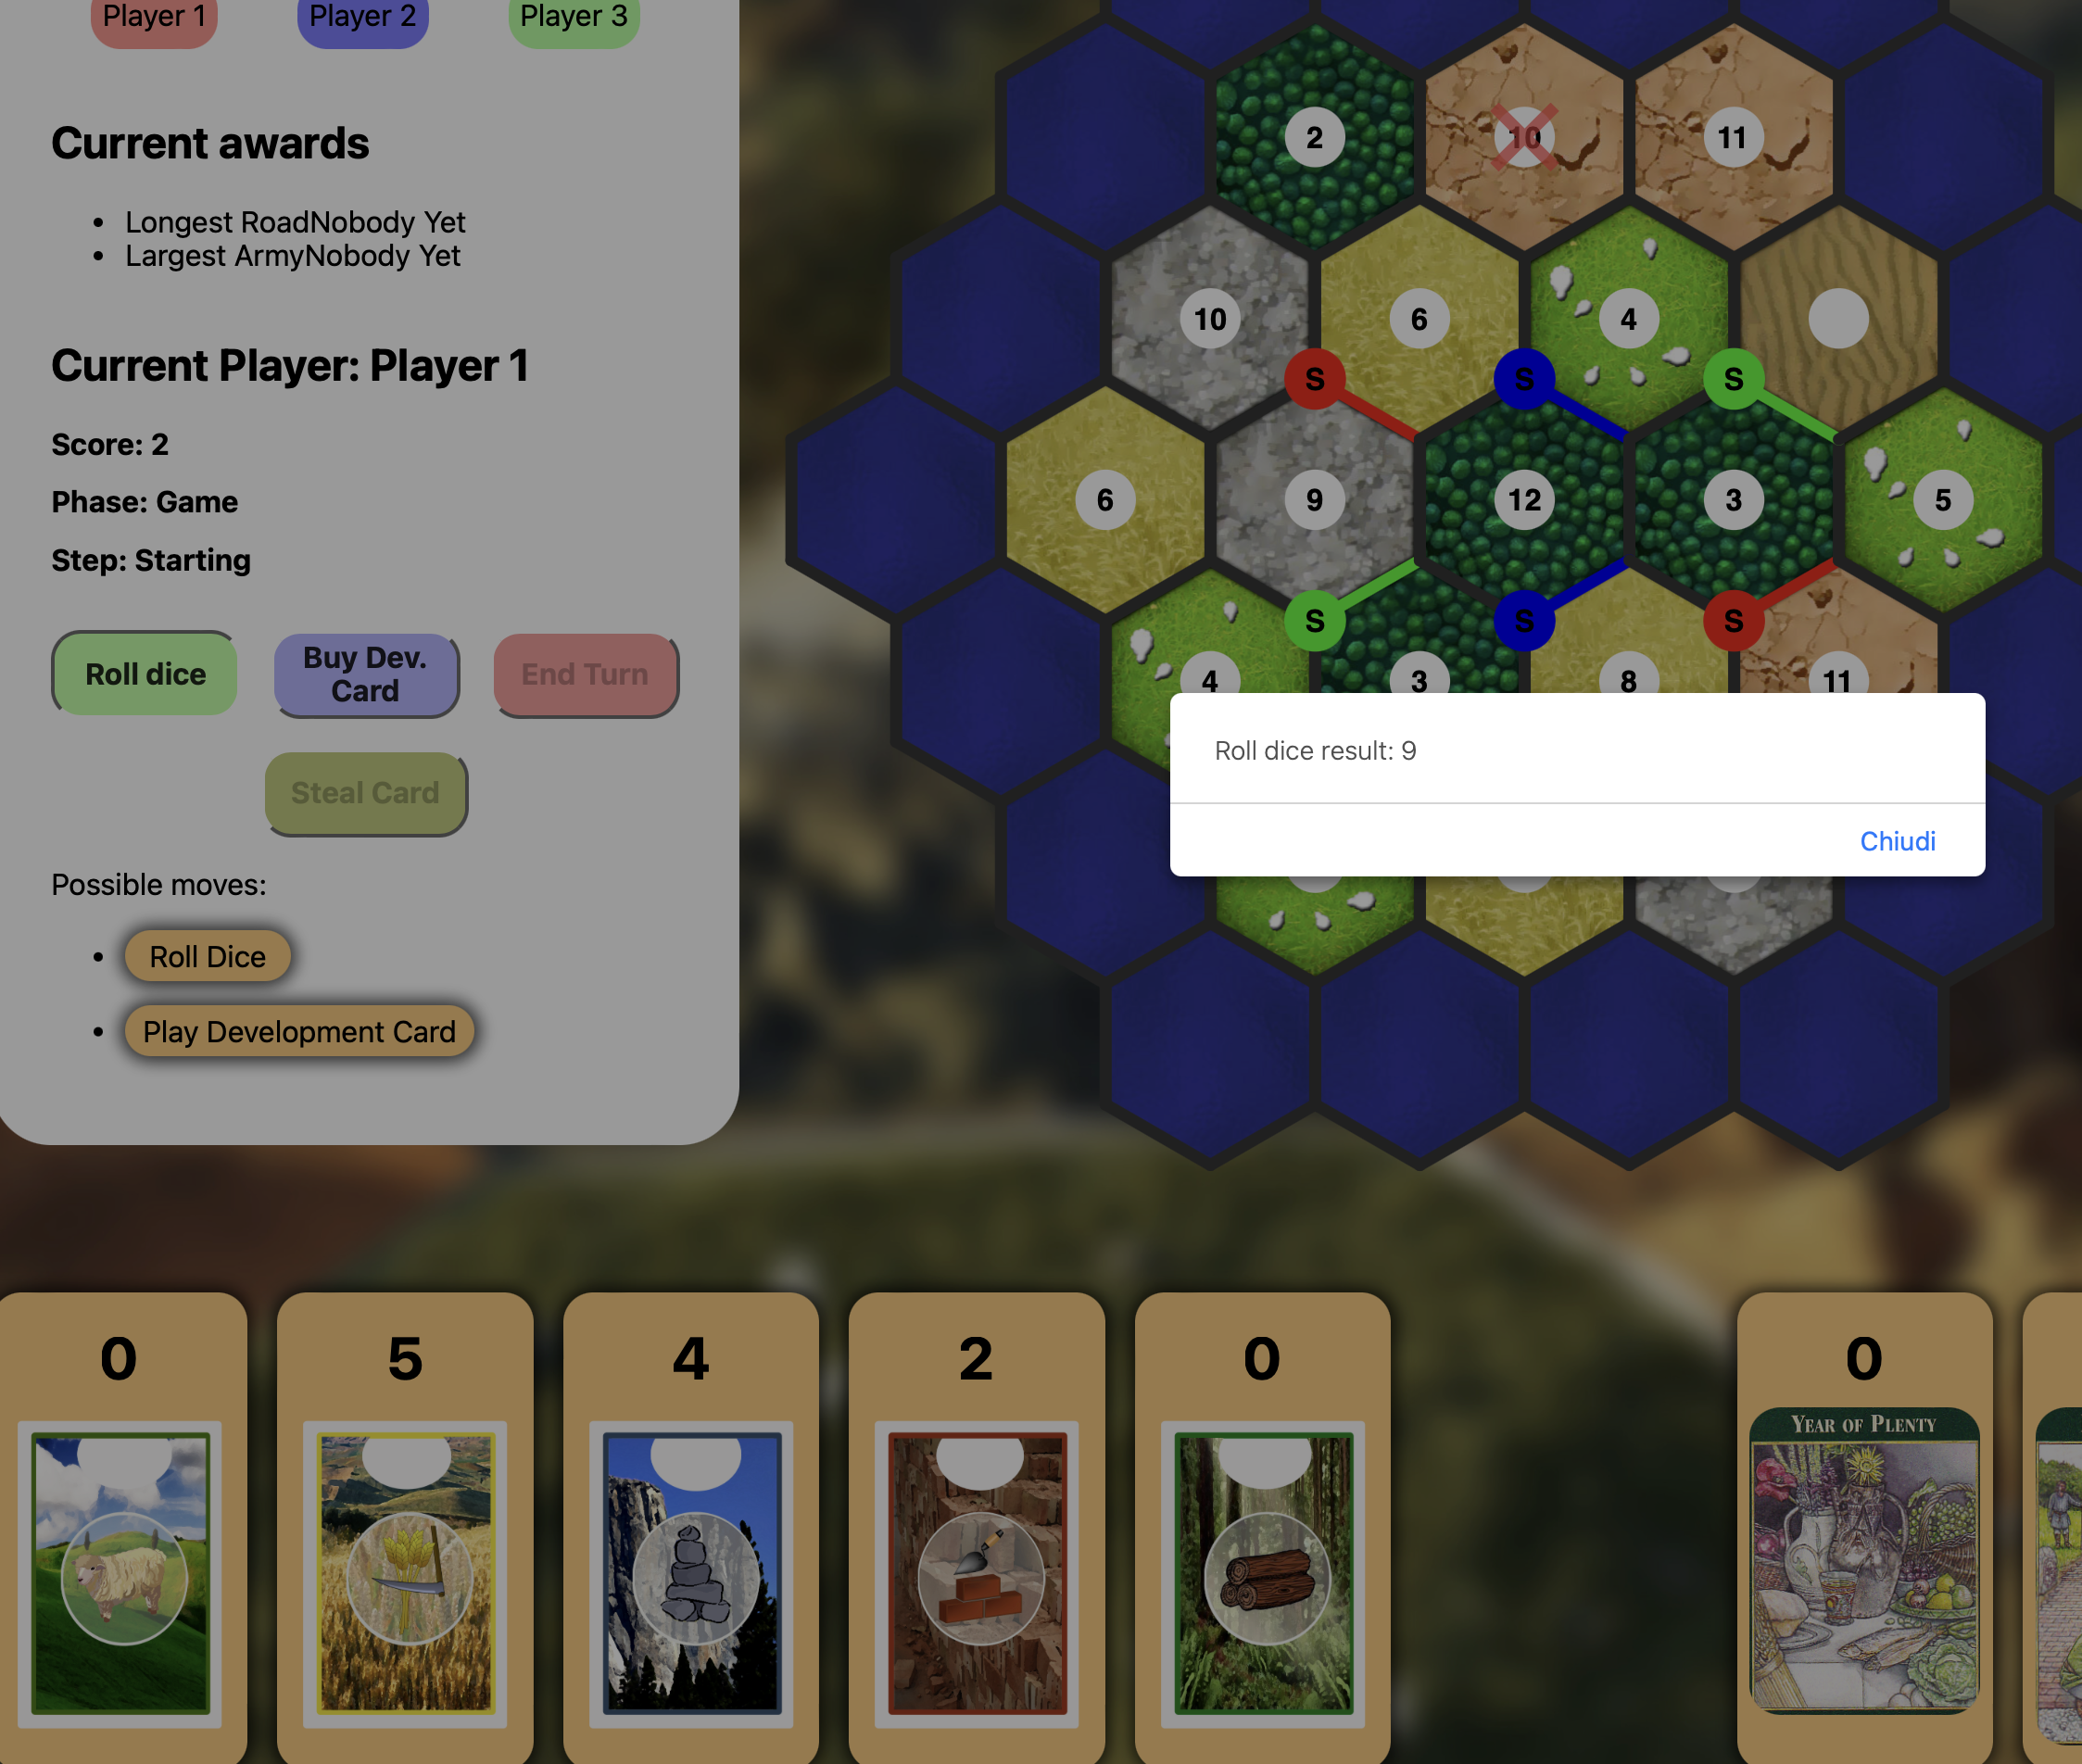 Player 1
Player 2
Player 3
Current awards
Longest RoadNobody Yet
Largest ArmyNobody Yet
Current Player: Player 1
Score: 2
Phase: Game
Step: Starting
Roll dice
Buy Dev.
Card
End Turn
Steal Card
Possible moves:
Roll Dice
Play Development Card
2
10
11
10
6
4
S
S
S
6
9
12
3
5
S
S
S
4
3
8
11
Roll dice result: 9
Chiudi
0
5
4
2
0
0
YEAR OF PLENTY